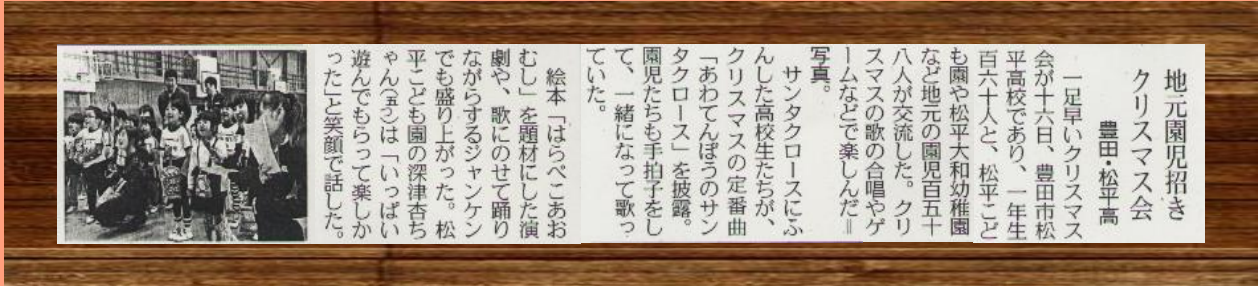 地元園児招き
クリスマス会
豊田・松平高
一足早いクリスマス
会が十六日、豊田市松
平高校であり、一年生
百六十人と、松平こど
も園や松平大和幼稚園
など地元の園児百五十
八人が交流した。クリ
スマスの歌の合唱やゲ
ームなどで楽しんだ＝
写真。
サンタクロースにふ
んした高校生たちが、
クリスマスの定番曲
「あわてんぼうのサン
タクロース」を披露。
園児たちも手拍子をし
て、一緒になって歌っ
ていた。
絵本「はらぺこあお
むし」を題材にした演
劇や、歌にのせて踊り
ながらするジャンケン
でも盛り上がった。松
平こども園の深津杏ち
ゃん（五）は「いっぱい
遊んでもらって楽しか
った」と笑顔で話した。